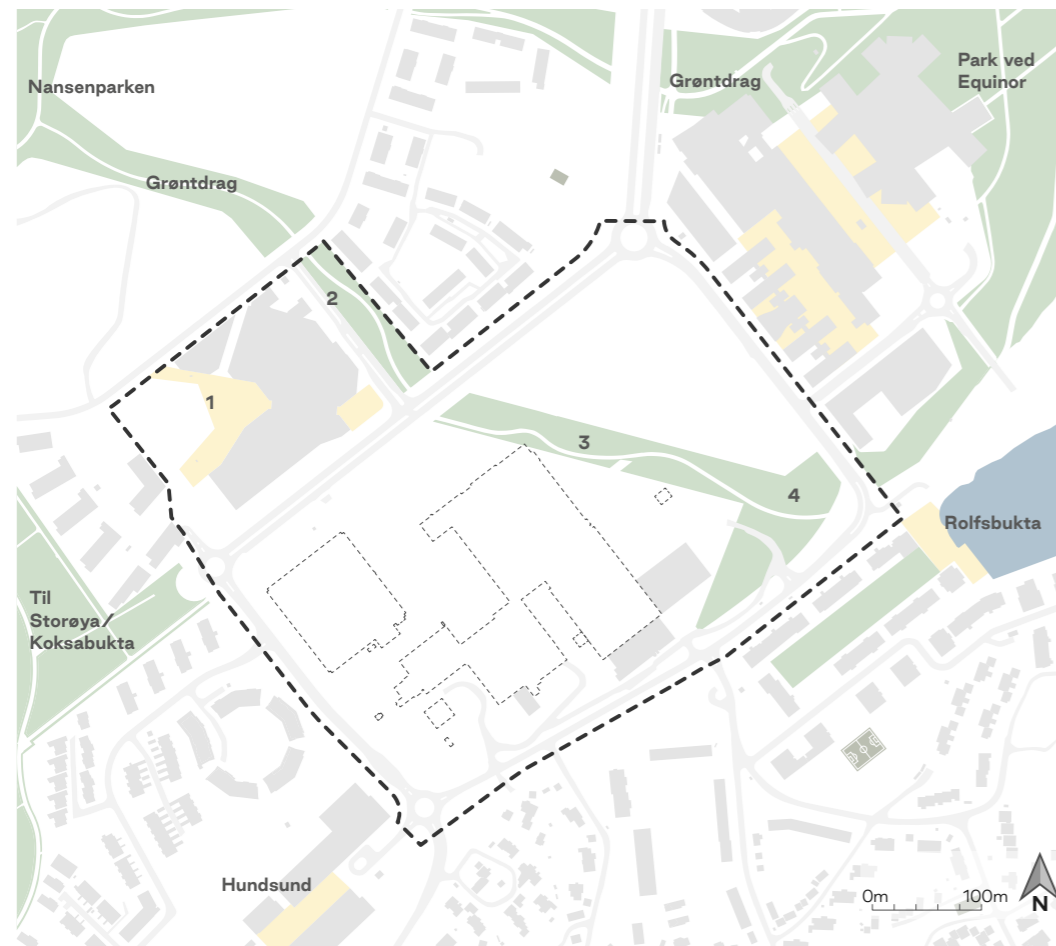 Nansenparken
Grøntdrag
Grøntdrag
Park ved
Equinor
2
1
3
4
Rolfsbukta
Til
Storøya/
Koksabukta
Hundsund
0m
100m
N